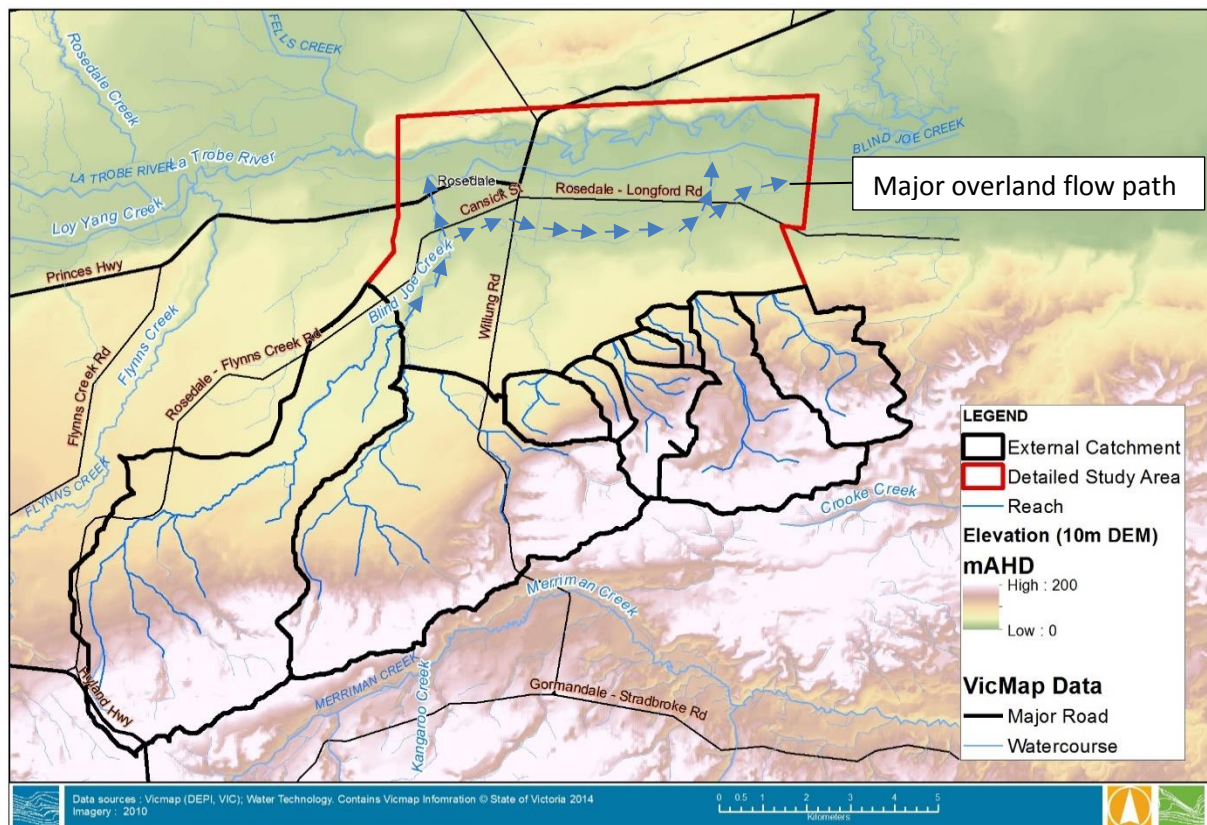 FELLS CREEK
Rosedale Creek
BLIND JOE CREEK
La Trobe River
LA TROBE RIVER
Rosedale
Cansick St
Rosedale - Longford Rd
Major overland flow path
Loy Yang Creek
Princes Hwy
Blind Joe Creek
Willung Rd
Flynns Creek
Flynns Creek Rd
Rosedale - Flynns Creek Rd
FLYNNS CREEK
Crooke Creek
Merriman Creek
MERRIMAN CREEK
Kangaroo Creek
Gormandale - Stradbroke Rd
Hyland Hwy
LEGEND
External Catchment
Detailed Study Area
Reach
Elevation (10m DEM)
mAHD
High : 200
Low : 0
VicMap Data
Major Road
Watercourse
Data sources : Vicmap (DEPI, VIC); Water Technology. Contains Vicmap Infomration © State of Victoria 2014
Imagery : 2010
0 0.5 1 2 3 4 5
Kilometers